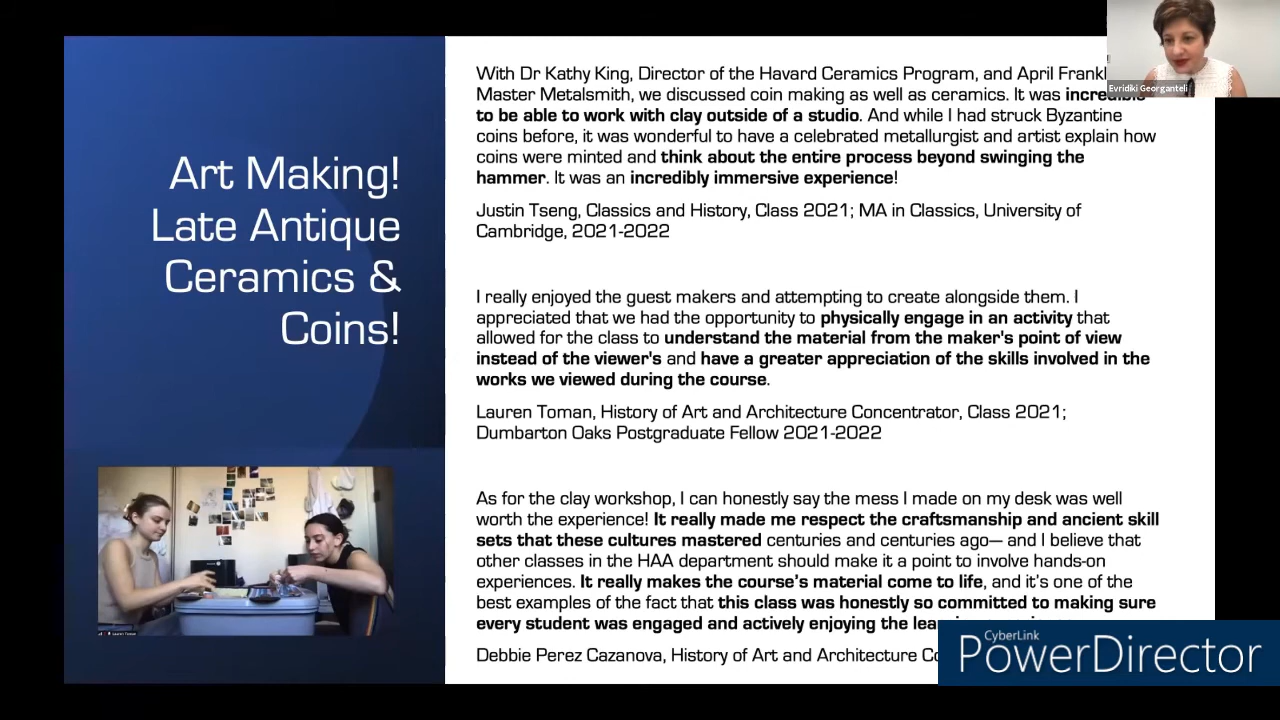 Art Making!
Late Antique
Ceramics &
Coins!
With Dr Kathy King, Director of the Havard Ceramics Program, and April
Master Metalsmith, we discussed coin making as well as ceramics. It was incredible
to be able to work with clay outside of a studio. And while I had struck Byzantine
coins before, it was wonderful to have a celebrated metallurgist and artist explain how
coins were minted and think about the entire process beyond swinging the
hammer. It was an incredibly immersive experience!
Justin Tseng, Classics and History, Class 2021; MA in Classics, University of
Cambridge, 2021-2022
I really enjoyed the guest makers and attempting to create alongside them. I
appreciated that we had the opportunity to physically engage in an activity that
allowed for the class to understand the material from the maker's point of view
instead of the viewer's and have a greater appreciation of the skills involved in the
works we viewed during the course.
Lauren Toman, History of Art and Architecture Concentrator, Class 2021;
Dumbarton Oaks Postgraduate Fellow 2021-2022
As for the clay workshop, I can honestly say the mess I made on my desk was well
worth the experience! It really made me respect the craftsmanship and ancient skill
sets that these cultures mastered centuries and centuries ago— and I believe that
other classes in the HAA department should make it a point to involve hands-on
experiences. It really makes the course's material come to life, and it's one of the
best examples of the fact that this class was honestly so committed to making sure
every student was engaged and actively enjoying the
Debbie Perez Cazanova, History of Art and Architecture
Evridiki Georganteli
Lauren Toman
CyberLink
PowerDirector